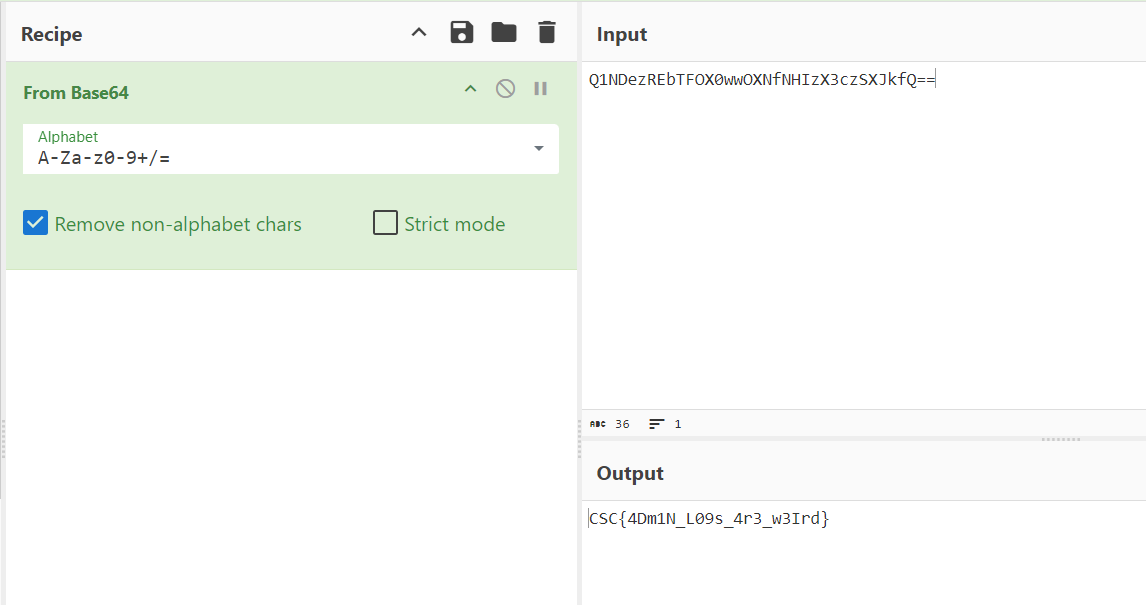 Recipe
From Base64
Alphabet
A-Za-z0-9+/=
Remove non-alphabet chars
Strict mode
Input
Q1NDezREbTFOX0wwOXNfNHIzX3czSXJkfQ==
ABC 36 1
Output
CSC{4Dm1N_L09s_4r3_w3Ird}